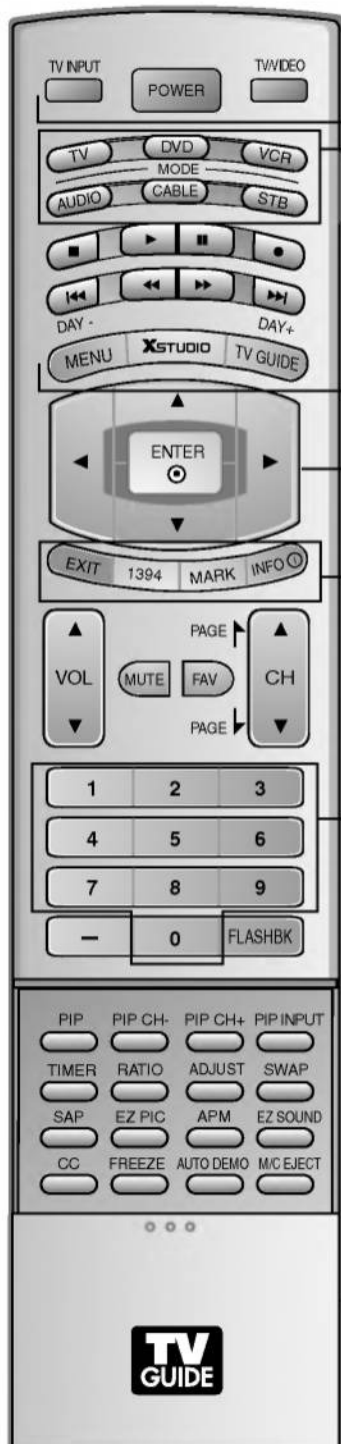 TV INPUT POWER TV/VIDEO
TV DVD VCR
MODE
AUDIO CABLE STB
DAY - DAY+
MENU XSTUDIO TV GUIDE
ENTER
EXIT 1394 MARK INFO i
PAGE
VOL MUTE FAV CH
PAGE
1 2 3
4 5 6
7 8 9
— 0 FLASHBK
PIP PIP CH- PIP CH+ PIP INPUT
TIMER RATIO ADJUST SWAP
SAP EZ PIC APM EZ SOUND
CC FREEZE AUTO DEMO M/C EJECT
TV
GUIDE